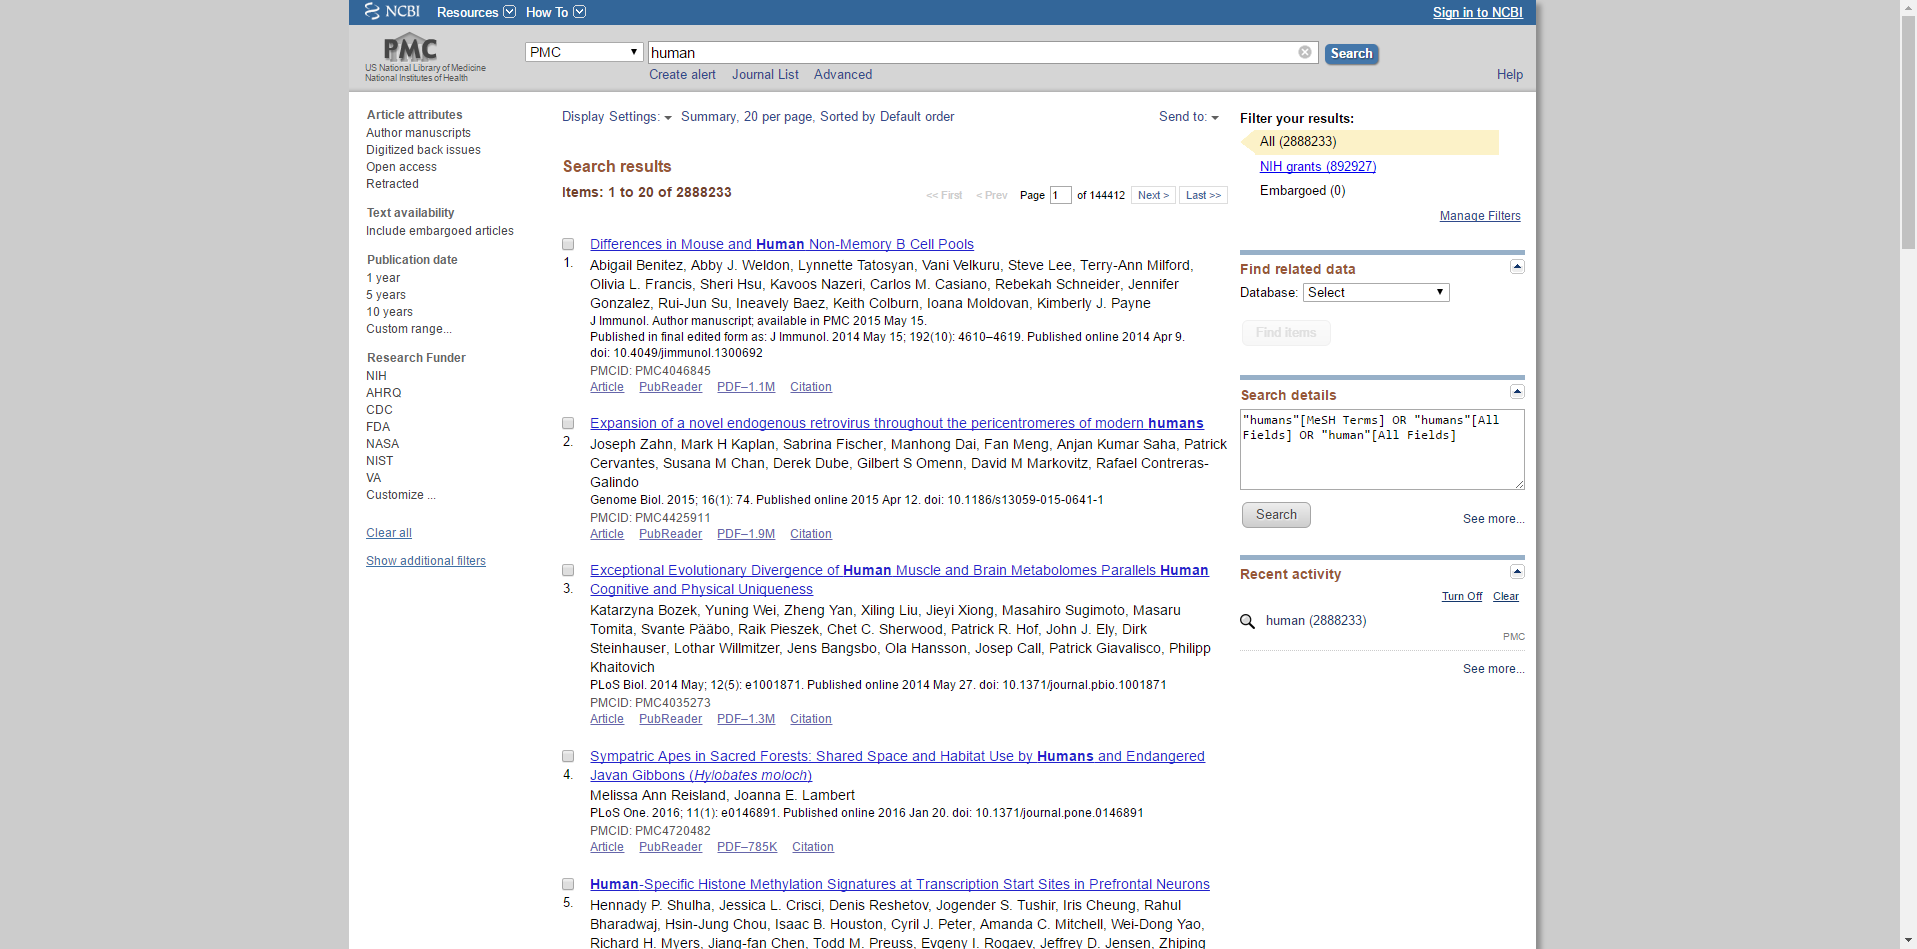 NCBI Resources How To Sign in to NCBI
PMC
US National Library of Medicine
National Institutes of Health
PMC human Search
Create alert Journal List Advanced Help
Article attributes
Author manuscripts
Digitized back issues
Open access
Retracted
Text availability
Include embargoed articles
Publication date
1 year
5 years
10 years
Custom range...
Research Funder
NIH
AHRQ
CDC
FDA
NASA
NIST
VA
Customize ...
Clear all
Show additional filters
Display Settings: Summary, 20 per page, Sorted by Default order Send to:
Search results
Items: 1 to 20 of 2888233
<< First < Prev Page 1 of 144412 Next > Last >>
Differences in Mouse and Human Non-Memory B Cell Pools
1. Abigail Benitez, Abby J. Weldon, Lynnette Tatosyan, Vani Velkuru, Steve Lee, Terry-Ann Milford,
Olivia L. Francis, Sheri Hsu, Kavoos Nazeri, Carlos M. Casiano, Rebekah Schneider, Jennifer
Gonzalez, Rui-Jun Su, Ineavely Baez, Keith Colburn, Ioana Moldovan, Kimberly J. Payne
J Immunol. Author manuscript; available in PMC 2015 May 15.
Published in final edited form as: J Immunol. 2014 May 15; 192(10): 4610–4619. Published online 2014 Apr 9.
doi: 10.4049/jimmunol.1300692
PMCID: PMC4046845
Article PubReader PDF–1.1M Citation
Expansion of a novel endogenous retrovirus throughout the pericentromeres of modern humans
2. Joseph Zahn, Mark H Kaplan, Sabrina Fischer, Manhong Dai, Fan Meng, Anjan Kumar Saha, Patrick
Cervantes, Susana M Chan, Derek Dube, Gilbert S Omenn, David M Markovitz, Rafael Contreras-
Galindo
Genome Biol. 2015; 16(1): 74. Published online 2015 Apr 12. doi: 10.1186/s13059-015-0641-1
PMCID: PMC4425911
Article PubReader PDF–1.9M Citation
Exceptional Evolutionary Divergence of Human Muscle and Brain Metabolomes Parallels Human
Cognitive and Physical Uniqueness
3. Katarzyna Bozek, Yuning Wei, Zheng Yan, Xiling Liu, Jieyi Xiong, Masahiro Sugimoto, Masaru
Tomita, Svante Pääbo, Raik Pieszek, Chet C. Sherwood, Patrick R. Hof, John J. Ely, Dirk
Steinhauser, Lothar Willmitzer, Jens Bangsbo, Ola Hansson, Josep Call, Patrick Giavalisco, Philipp
Khaitovich
PLoS Biol. 2014 May; 12(5): e1001871. Published online 2014 May 27. doi: 10.1371/journal.pbio.1001871
PMCID: PMC4035273
Article PubReader PDF–1.3M Citation
Sympatric Apes in Sacred Forests: Shared Space and Habitat Use by Humans and Endangered
4. Javan Gibbons (Hylobates moloch)
Melissa Ann Reisland, Joanna E. Lambert
PLoS One. 2016; 11(1): e0146891. Published online 2016 Jan 20. doi: 10.1371/journal.pone.0146891
PMCID: PMC4720482
Article PubReader PDF–785K Citation
Human-Specific Histone Methylation Signatures at Transcription Start Sites in Prefrontal Neurons
5. Hennady P. Shulha, Jessica L. Crisci, Denis Reshetov, Jogender S. Tushir, Iris Cheung, Rahul
Bharadwaj, Hsin-Jung Chou, Isaac B. Houston, Cyril J. Peter, Amanda C. Mitchell, Wei-Dong Yao,
Richard H. Myers, Jiang-fan Chen, Todd M. Preuss, Evgeny I. Rogaev, Jeffrey D. Jensen, Zhiping
Filter your results:
All (2888233)
NIH grants (892927)
Embargoed (0)
Manage Filters
Find related data
Database: Select
Find items
Search details
"humans"[MeSH Terms] OR "humans"[All
Fields] OR "human"[All Fields]
Search See more...
Recent activity
Turn Off Clear
human (2888233)
PMC
See more...